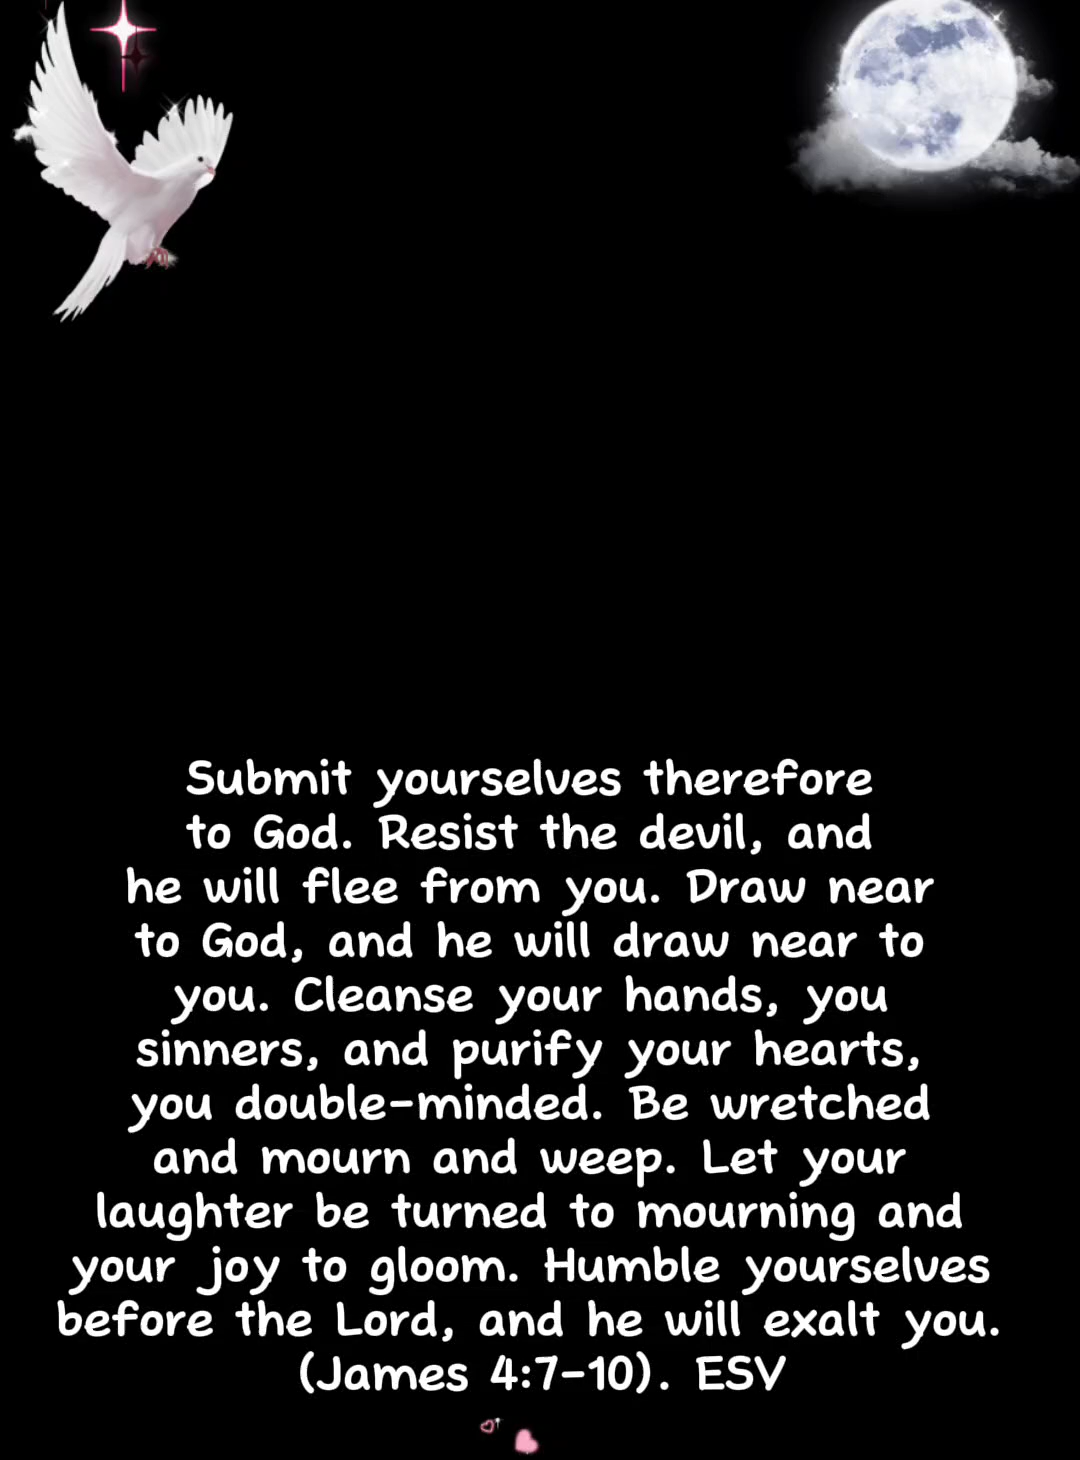 Submit yourselves therefore
to God. Resist the devil, and
he will flee from you. Draw near
to God, and he will draw near to
you. Cleanse your hands, you
sinners, and purify your hearts,
you double-minded. Be wretched
and mourn and weep. Let your
laughter be turned to mourning and
your joy to gloom. Humble yourselves
before the Lord, and he will exalt you.
(James 4:7-10). ESV